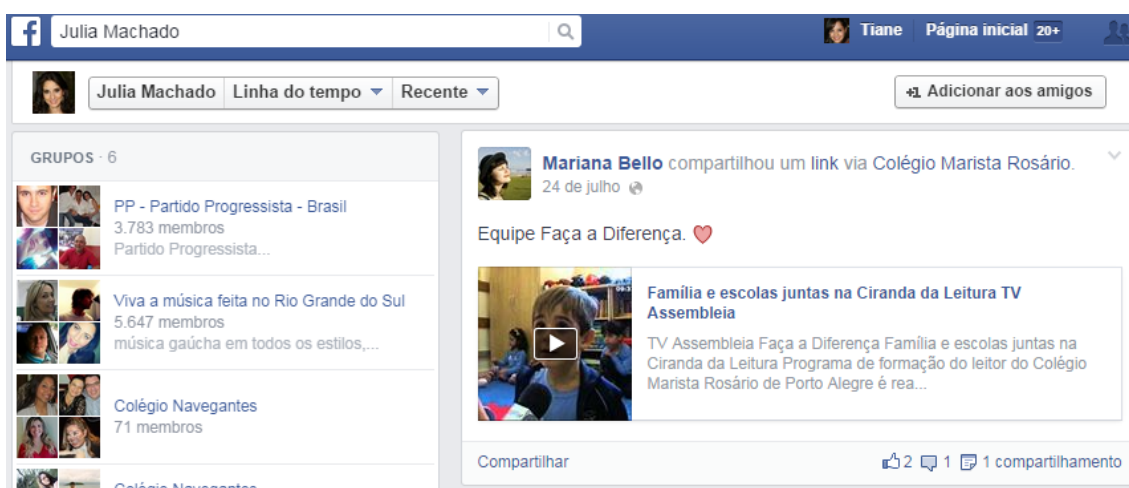 f Julia Machado
Tiane Página inicial 20+
Julia Machado Linha do tempo Recente
+1 Adicionar aos amigos
GRUPOS · 6
PP - Partido Progressista - Brasil
3.783 membros
Partido Progressista...
Viva a música feita no Rio Grande do Sul
5.647 membros
música gaúcha em todos os estilos,...
Colégio Navegantes
71 membros
Colégio Navegantes
Mariana Bello compartilhou um link via Colégio Marista Rosário.
24 de julho
Equipe Faça a Diferença.
Família e escolas juntas na Ciranda da Leitura TV
Assembleia
TV Assembleia Faça a Diferença Família e escolas juntas na
Ciranda da Leitura Programa de formação do leitor do Colégio
Marista Rosário de Porto Alegre é rea...
Compartilhar
2 1 1 compartilhamento